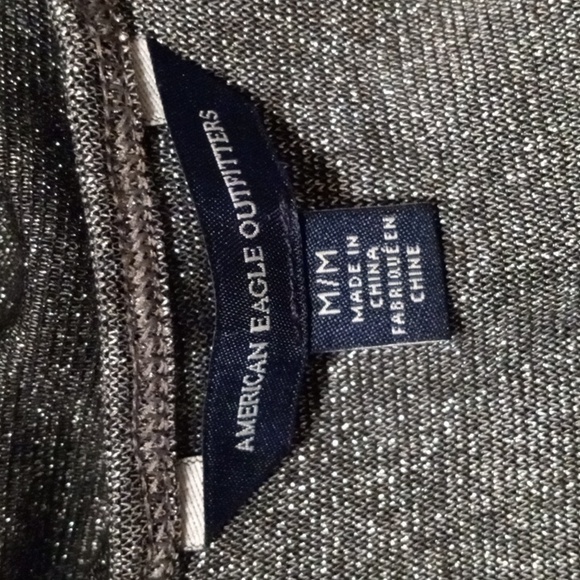 AMERICAN EAGLE OUTFITTERS
M/M
MADE IN
CHINA
FABRIQUÉ EN
CHINE